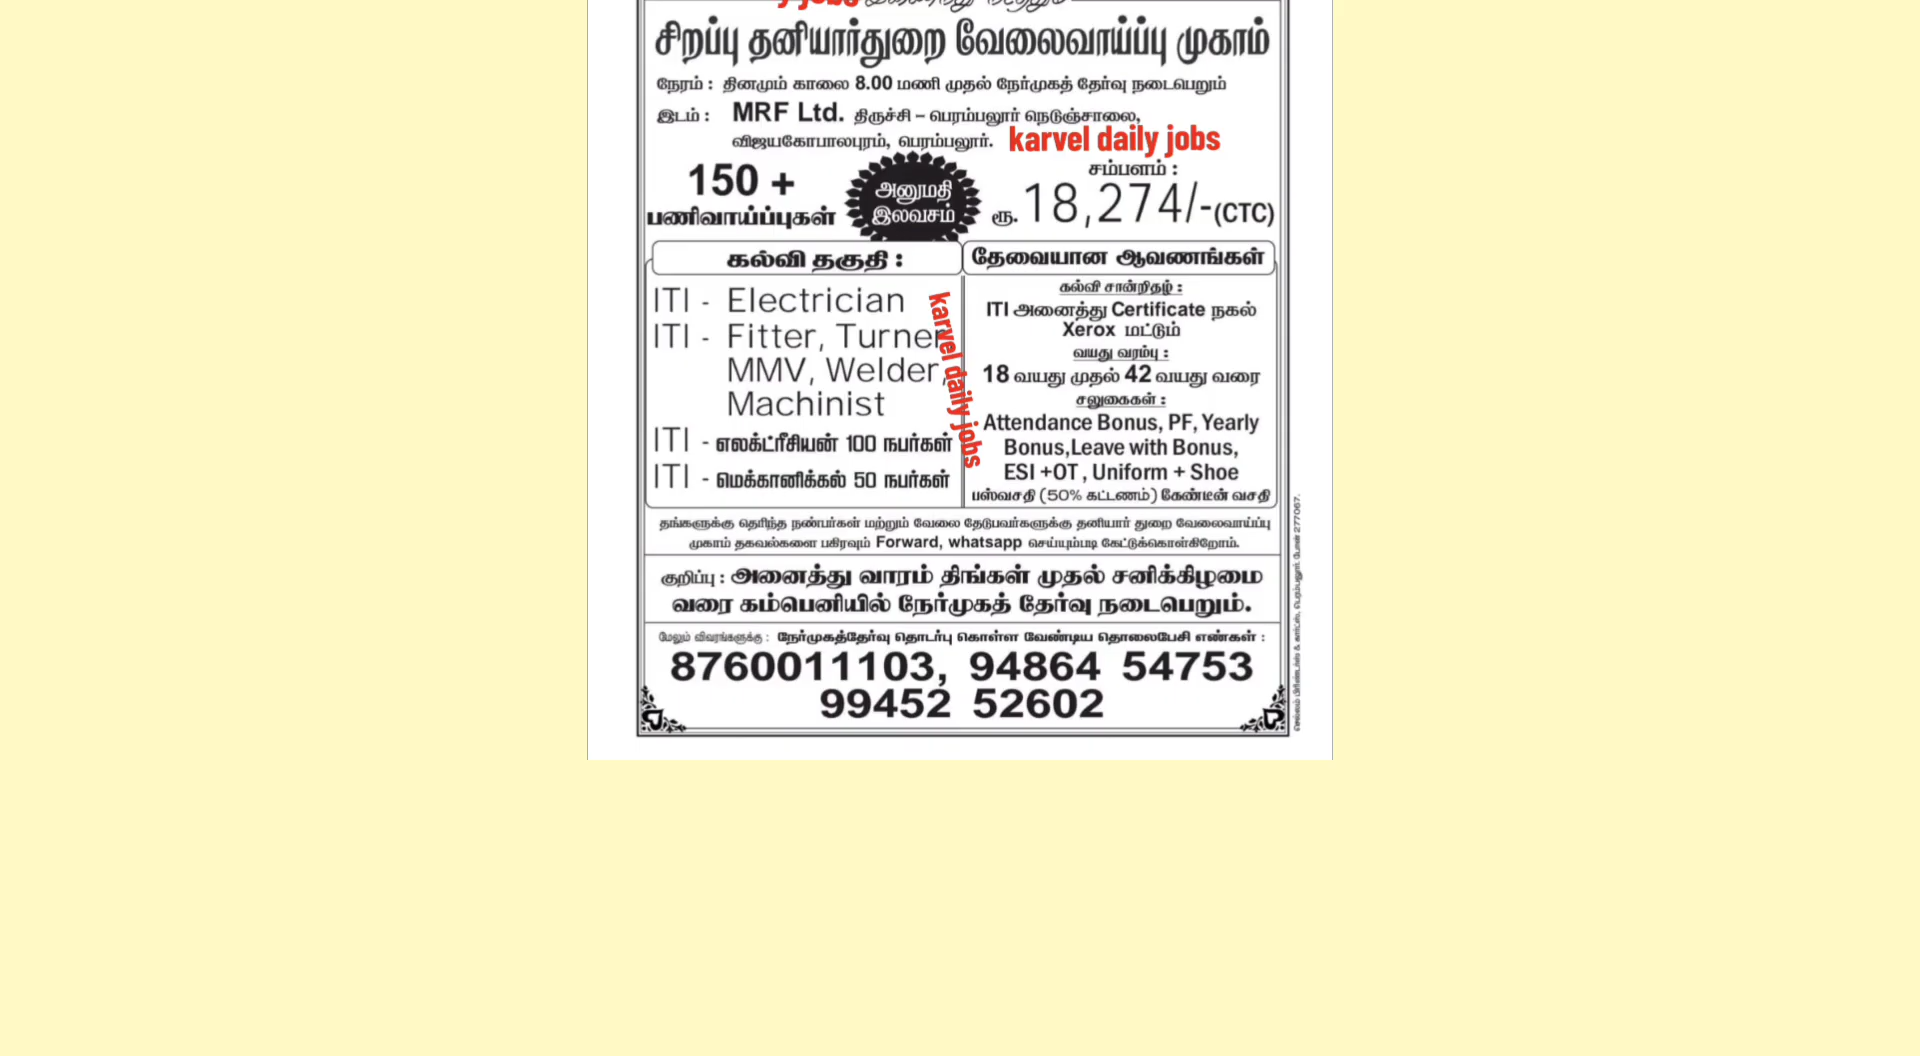 சிறப்பு தனியார்துறை வேலைவாய்ப்பு முகாம்
நேரம் : தினமும் காலை 8.00 மணி முதல் நேர்முகத் தேர்வு நடைபெறும்
இடம் : MRF Ltd. திருச்சி – பெரம்பலூர் நெடுஞ்சாலை,
விஜயகோபாலபுரம், பெரம்பலூர். karvel daily jobs
150 +
பணிவாய்ப்புகள்
அனுமதி
இலவசம்
சம்பளம் :
ரூ. 18,274/-(CTC)
கல்வி தகுதி :
ITI - Electrician
ITI - Fitter, Turner
MMV, Welder,
Machinist
ITI - எலக்ட்ரீசியன் 100 நபர்கள்
ITI - மெக்கானிக்கல் 50 நபர்கள்
karvel daily jobs
தேவையான ஆவணங்கள்
கல்வி சான்றிதழ் :
ITI அனைத்து Certificate நகல்
Xerox மட்டும்
வயது வரம்பு :
18 வயது முதல் 42 வயது வரை
சலுகைகள் :
Attendance Bonus, PF, Yearly
Bonus,Leave with Bonus,
ESI +OT , Uniform + Shoe
பஸ்வசதி (50% கட்டணம்) கேண்டீன் வசதி
தங்களுக்கு தெரிந்த நண்பர்கள் மற்றும் வேலை தேடுபவர்களுக்கு தனியார் துறை வேலைவாய்ப்பு
முகாம் தகவல்களை பகிரவும் Forward, whatsapp செய்யும்படி கேட்டுக்கொள்கிறோம்.
குறிப்பு : அனைத்து வாரம் திங்கள் முதல் சனிக்கிழமை
வரை கம்பெனியில் நேர்முகத் தேர்வு நடைபெறும்.
மேலும் விவரங்களுக்கு : நேர்முகத்தேர்வு தொடர்பு கொள்ள வேண்டிய தொலைபேசி எண்கள் :
8760011103, 94864 54753
99452 52602
செல்லம் பிரிண்டர்ஸ் & கார்ட்ஸ், பெரம்பலூர். போன் 277067.